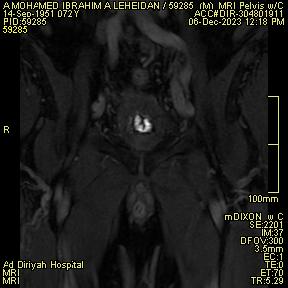 A MOHAMED IBRAHIM A LEHEIDAN / 59285 (M) MRI Pelvis w/C
14-Sep-1951 072Y
ACC#DIR-304801911
PID:59285
06-Dec-2023 12:18 PM
59285
R
100mm
mDIXON_w C
SE:2201
IM:37
DFOV:300
3.5mm
Ad Diriyah Hospital
EC:1
MRI
TE:0
MRI
ET:70
TR:5.29